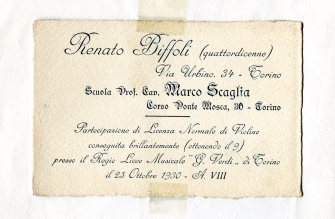 Renato Biffoli (quattordicenne)
Via Urbino, 34 - Torino
Scuola Prof. Cav. Marco Scaglia
Corso Ponte Mosca, 30 - Torino
Partecipazione di Licenza Normale di Violino
conseguita brillantemente (ottenendo il 9)
presso il Regio Liceo Musicale "G. Verdi" di Torino
il 25 Ottobre 1930 - A. VIII